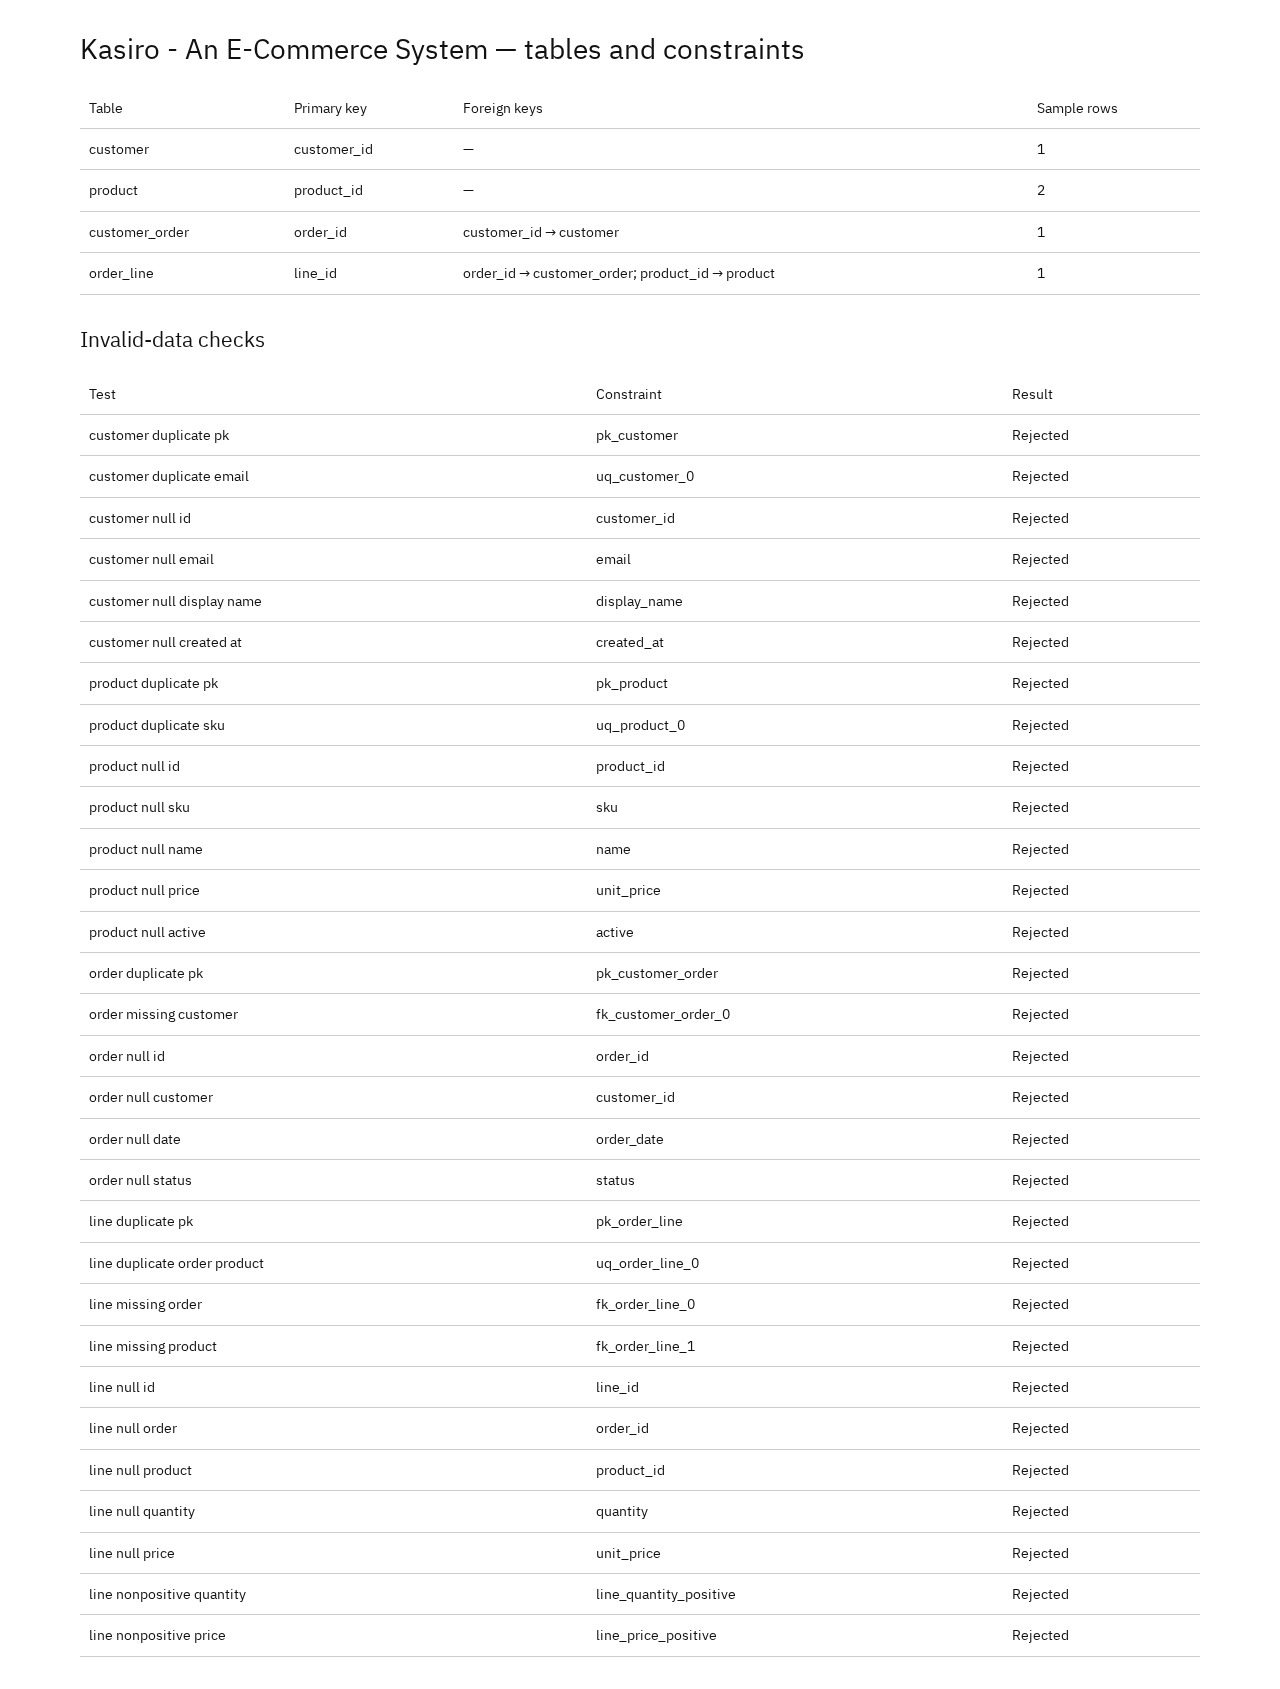 Kasiro - An E-Commerce System — tables and constraints
Table Primary key Foreign keys Sample rows
customer customer_id — 1
product product_id — 2
customer_order order_id customer_id → customer 1
order_line line_id order_id → customer_order; product_id → product 1
Invalid-data checks
Test Constraint Result
customer duplicate pk pk_customer Rejected
customer duplicate email uq_customer_0 Rejected
customer null id customer_id Rejected
customer null email email Rejected
customer null display name display_name Rejected
customer null created at created_at Rejected
product duplicate pk pk_product Rejected
product duplicate sku uq_product_0 Rejected
product null id product_id Rejected
product null sku sku Rejected
product null name name Rejected
product null price unit_price Rejected
product null active active Rejected
order duplicate pk pk_customer_order Rejected
order missing customer fk_customer_order_0 Rejected
order null id order_id Rejected
order null customer customer_id Rejected
order null date order_date Rejected
order null status status Rejected
line duplicate pk pk_order_line Rejected
line duplicate order product uq_order_line_0 Rejected
line missing order fk_order_line_0 Rejected
line missing product fk_order_line_1 Rejected
line null id line_id Rejected
line null order order_id Rejected
line null product product_id Rejected
line null quantity quantity Rejected
line null price unit_price Rejected
line nonpositive quantity line_quantity_positive Rejected
line nonpositive price line_price_positive Rejected